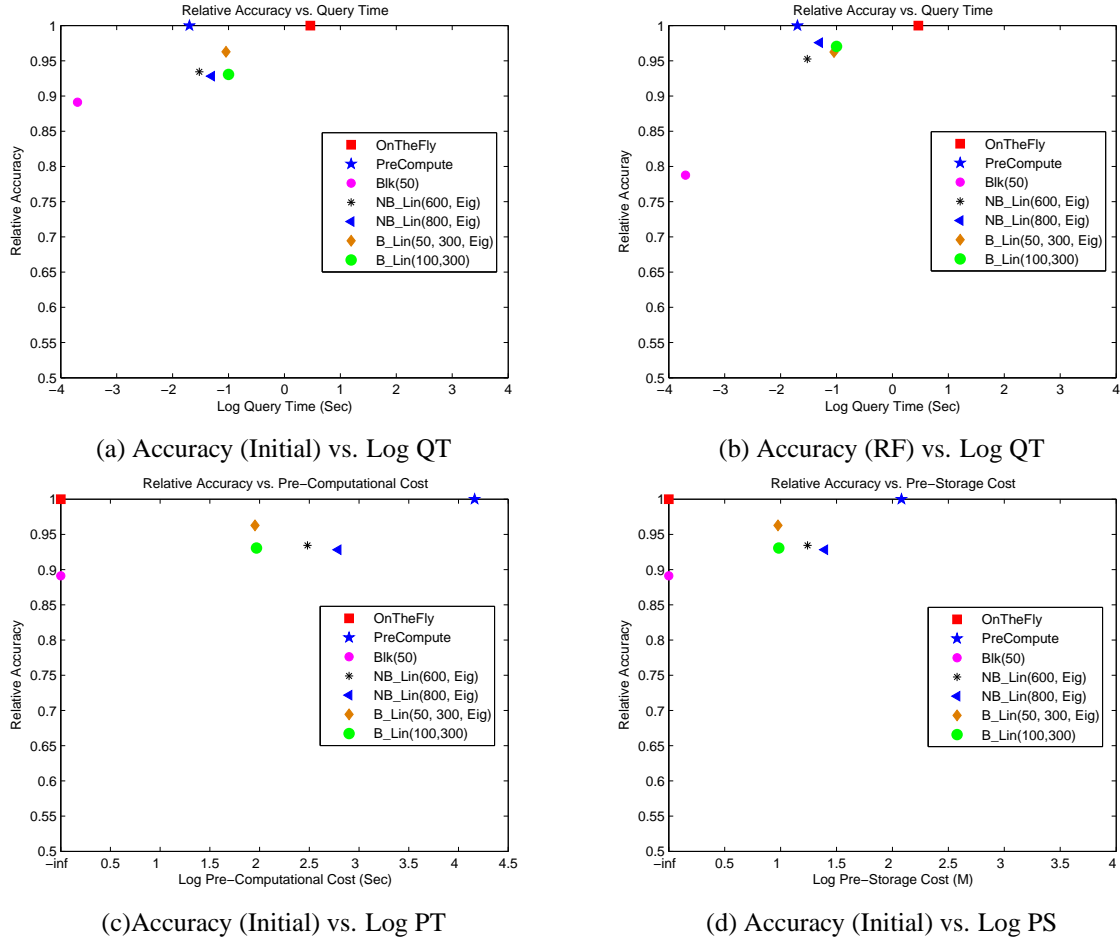 Relative Accuracy vs. Query Time
1
0.95
0.9
0.85
0.8
0.75
0.7
0.65
0.6
0.55
0.5
Relative Accuracy
OnTheFly
PreCompute
Blk(50)
NB_Lin(600, Eig)
NB_Lin(800, Eig)
B_Lin(50, 300, Eig)
B_Lin(100,300)
−4 −3 −2 −1 0 1 2 3 4
Log Query Time (Sec)
(a) Accuracy (Initial) vs. Log QT
Relative Accuray vs. Query Time
1
0.95
0.9
0.85
0.8
0.75
0.7
0.65
0.6
0.55
0.5
Relative Accuray
OnTheFly
PreCompute
Blk(50)
NB_Lin(600, Eig)
NB_Lin(800, Eig)
B_Lin(50, 300, Eig)
B_Lin(100,300)
−4 −3 −2 −1 0 1 2 3 4
Log Query Time (Sec)
(b) Accuracy (RF) vs. Log QT
Relative Accuracy vs. Pre−Computational Cost
1
0.95
0.9
0.85
0.8
0.75
0.7
0.65
0.6
0.55
0.5
Relative Accuracy
OnTheFly
PreCompute
Blk(50)
NB_Lin(600, Eig)
NB_Lin(800, Eig)
B_Lin(50, 300, Eig)
B_Lin(100,300)
−inf 0.5 1 1.5 2 2.5 3 3.5 4 4.5
Log Pre−Computational Cost (Sec)
(c)Accuracy (Initial) vs. Log PT
Relative Accuracy vs. Pre−Storage Cost
1
0.95
0.9
0.85
0.8
0.75
0.7
0.65
0.6
0.55
0.5
Relative Accuracy
OnTheFly
PreCompute
Blk(50)
NB_Lin(600, Eig)
NB_Lin(800, Eig)
B_Lin(50, 300, Eig)
B_Lin(100,300)
−inf 0.5 1 1.5 2 2.5 3 3.5 4
Log Pre−Storage Cost (M)
(d) Accuracy (Initial) vs. Log PS